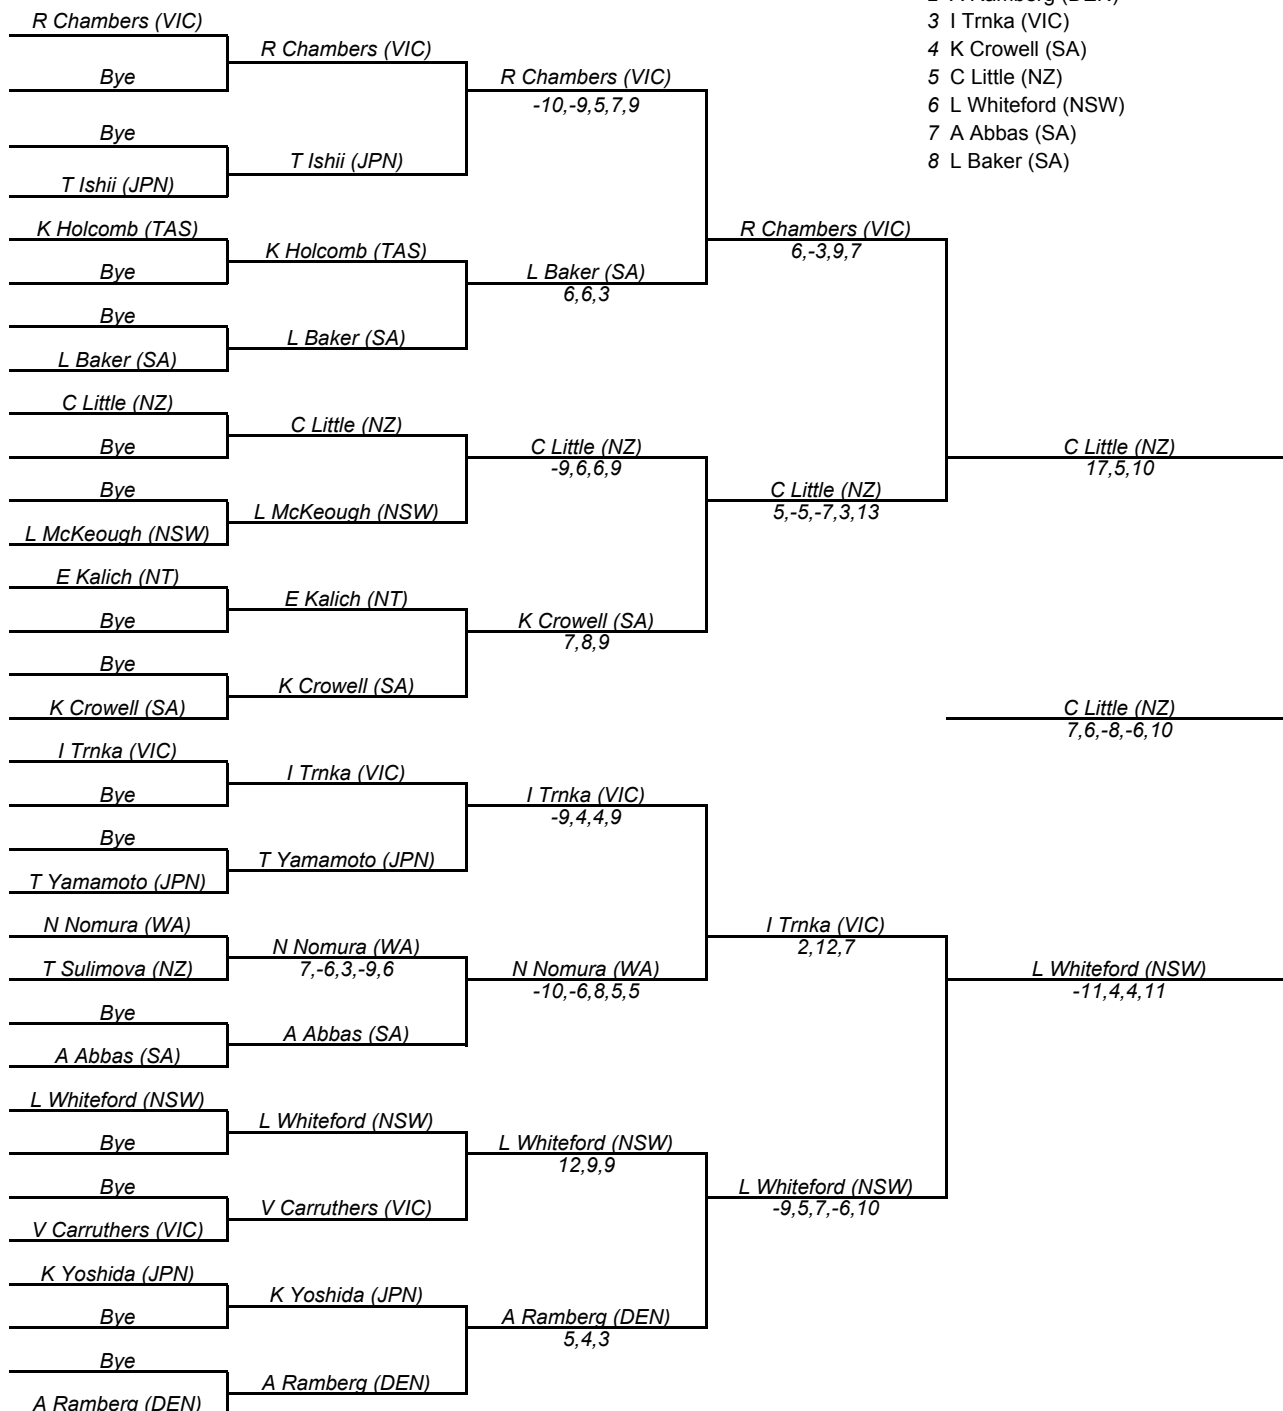 2 A Ramberg (DEN)
3 I Trnka (VIC)
4 K Crowell (SA)
5 C Little (NZ)
6 L Whiteford (NSW)
7 A Abbas (SA)
8 L Baker (SA)
R Chambers (VIC)
Bye
Bye
T Ishii (JPN)
K Holcomb (TAS)
Bye
Bye
L Baker (SA)
C Little (NZ)
Bye
Bye
L McKeough (NSW)
E Kalich (NT)
Bye
Bye
K Crowell (SA)
I Trnka (VIC)
Bye
Bye
T Yamamoto (JPN)
N Nomura (WA)
T Sulimova (NZ)
Bye
A Abbas (SA)
L Whiteford (NSW)
Bye
Bye
V Carruthers (VIC)
K Yoshida (JPN)
Bye
Bye
A Ramberg (DEN)
R Chambers (VIC)
T Ishii (JPN)
K Holcomb (TAS)
L Baker (SA)
C Little (NZ)
L McKeough (NSW)
E Kalich (NT)
K Crowell (SA)
I Trnka (VIC)
T Yamamoto (JPN)
N Nomura (WA)
7,-6,3,-9,6
A Abbas (SA)
L Whiteford (NSW)
V Carruthers (VIC)
K Yoshida (JPN)
A Ramberg (DEN)
R Chambers (VIC)
-10,-9,5,7,9
L Baker (SA)
6,6,3
C Little (NZ)
-9,6,6,9
K Crowell (SA)
7,8,9
I Trnka (VIC)
-9,4,4,9
N Nomura (WA)
-10,-6,8,5,5
L Whiteford (NSW)
12,9,9
A Ramberg (DEN)
5,4,3
R Chambers (VIC)
6,-3,9,7
C Little (NZ)
5,-5,-7,3,13
I Trnka (VIC)
2,12,7
L Whiteford (NSW)
-9,5,7,-6,10
C Little (NZ)
17,5,10
C Little (NZ)
7,6,-8,-6,10
L Whiteford (NSW)
-11,4,4,11